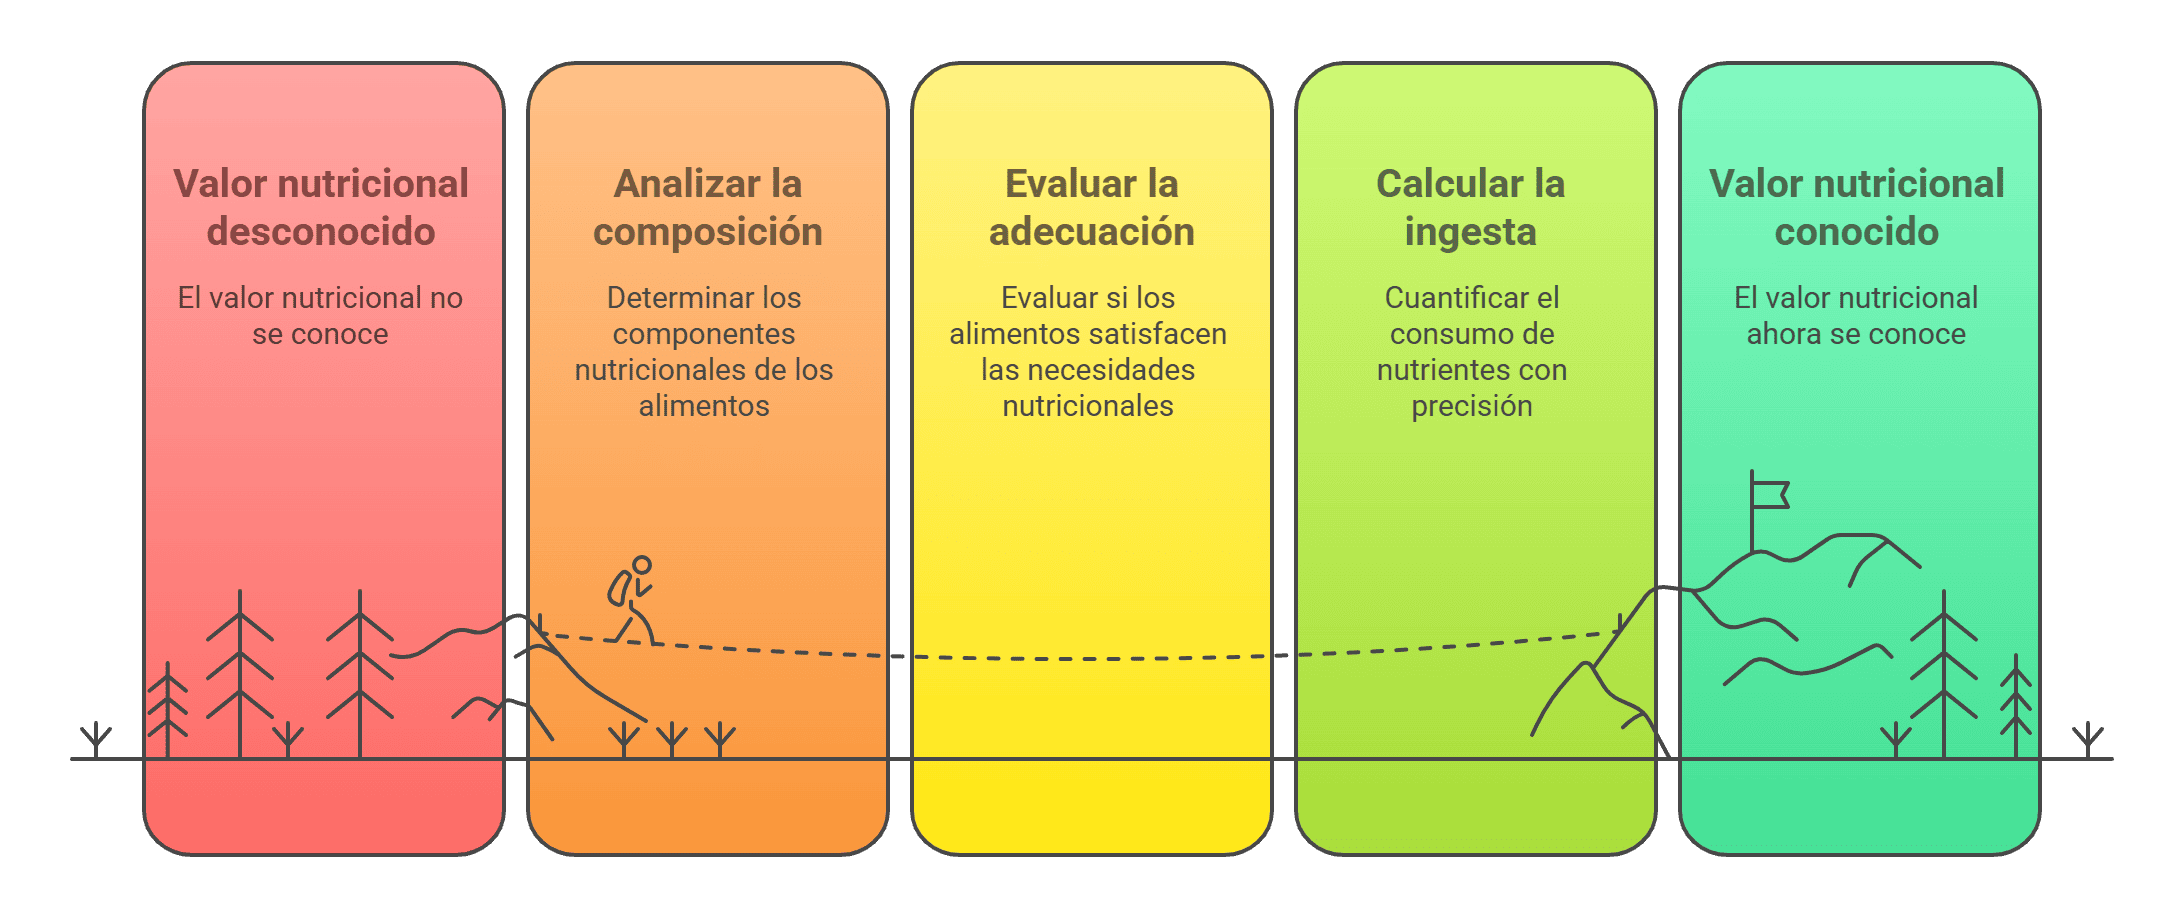 Valor nutricional
desconocido
El valor nutricional no
se conoce
Analizar la
composición
Determinar los
componentes
nutricionales de los
alimentos
Evaluar la
adecuación
Evaluar si los
alimentos satisfacen
las necesidades
nutricionales
Calcular la
ingesta
Cuantificar el
consumo de
nutrientes con
precisión
Valor nutricional
conocido
El valor nutricional
ahora se conoce